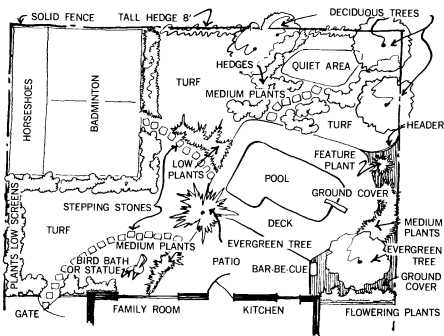 SOLID FENCE
TALL HEDGE 8'
DECIDUOUS TREES
HEDGES
QUIET AREA
TURF
MEDIUM PLANTS
HORSESHOES
BADMINTON
TURF
HEADER
LOW
PLANTS
FEATURE
PLANT
POOL
GROUND COVER
STEPPING STONES
DECK
PLANTS LOW SCREENS
TURF
MEDIUM PLANTS
EVERGREEN TREE
MEDIUM
PLANTS
BIRD BATH
OR STATUE
PATIO
BAR-BE-CUE
EVERGREEN
TREE
GROUND
COVER
GATE
FAMILY ROOM
KITCHEN
FLOWERING PLANTS